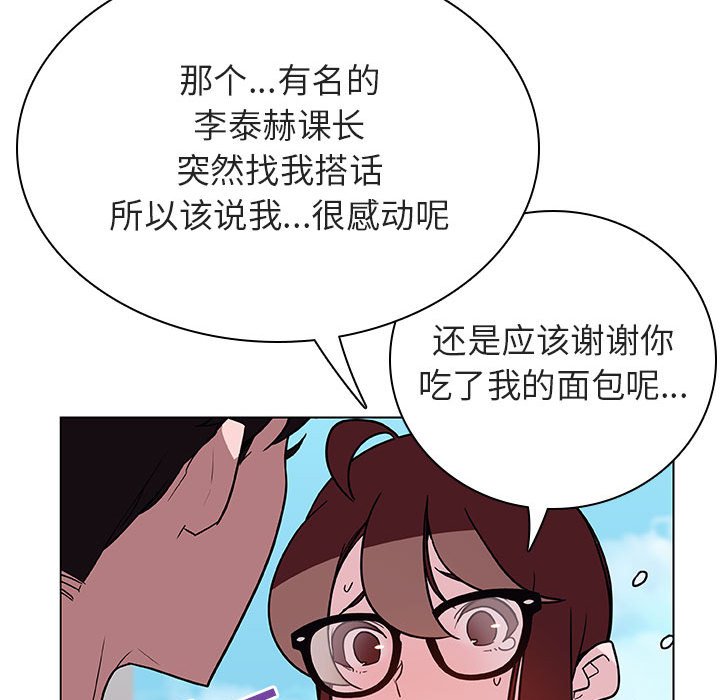 那个...有名的
李泰赫课长
突然找我搭话
所以该说我...很感动呢
还是应该谢谢你
吃了我的面包呢...